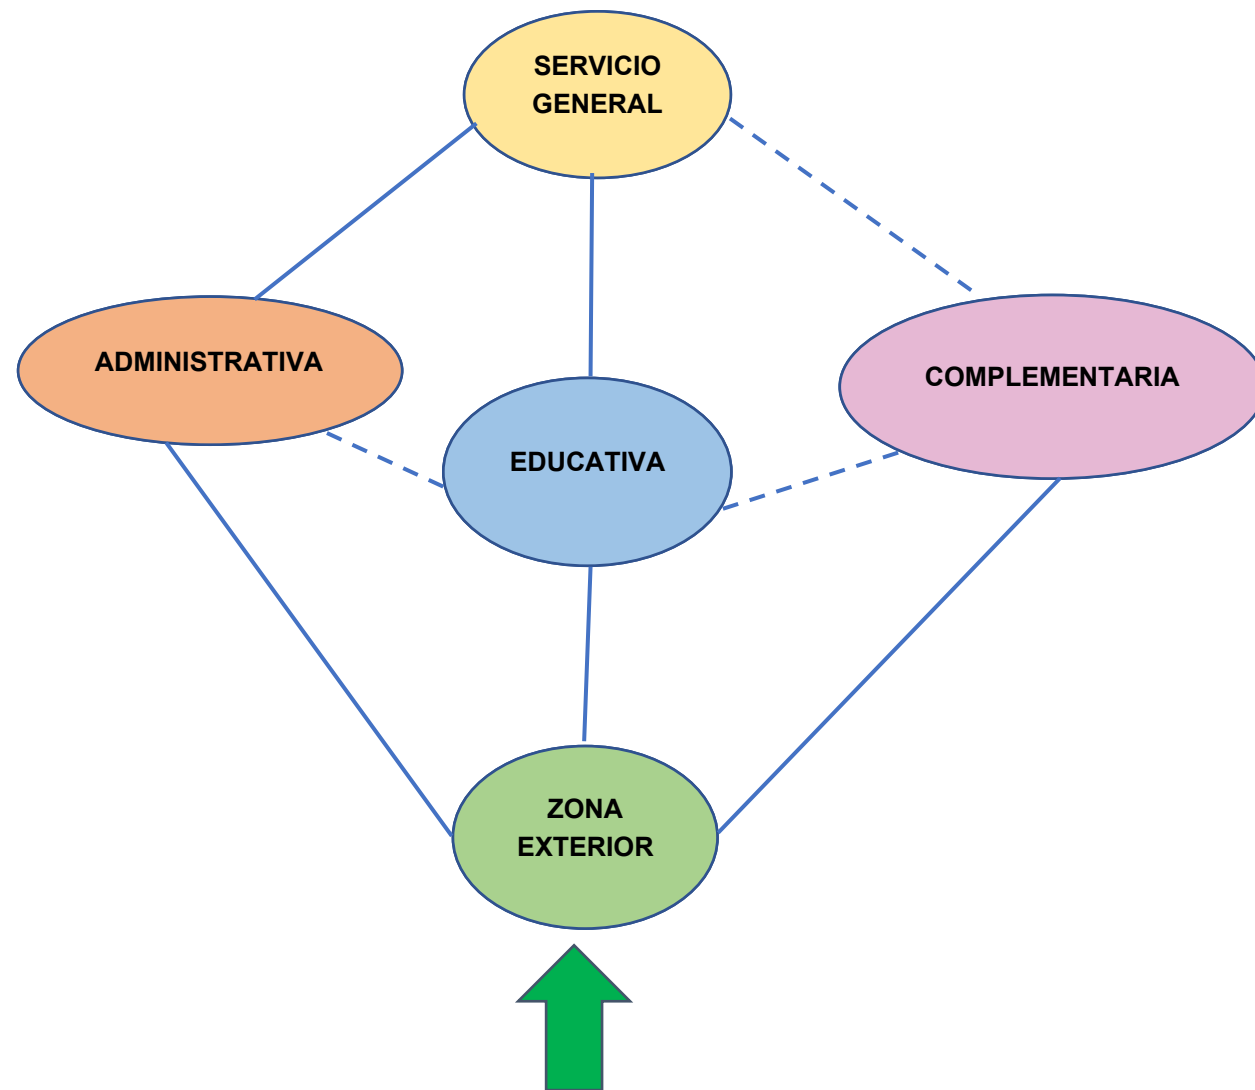 SERVICIO
GENERAL
ADMINISTRATIVA
COMPLEMENTARIA
EDUCATIVA
ZONA
EXTERIOR